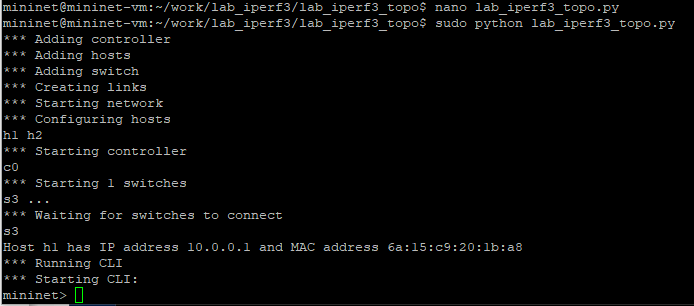 mininet@mininet-vm:~/work/lab_iperf3/lab_iperf3_topo$ nano lab_iperf3_topo.py
mininet@mininet-vm:~/work/lab_iperf3/lab_iperf3_topo$ sudo python lab_iperf3_topo.py
*** Adding controller
*** Adding hosts
*** Adding switch
*** Creating links
*** Starting network
*** Configuring hosts
h1 h2
*** Starting controller
c0
*** Starting 1 switches
s3 ...
*** Waiting for switches to connect
s3
Host h1 has IP address 10.0.0.1 and MAC address 6a:15:c9:20:1b:a8
*** Running CLI
*** Starting CLI:
mininet>